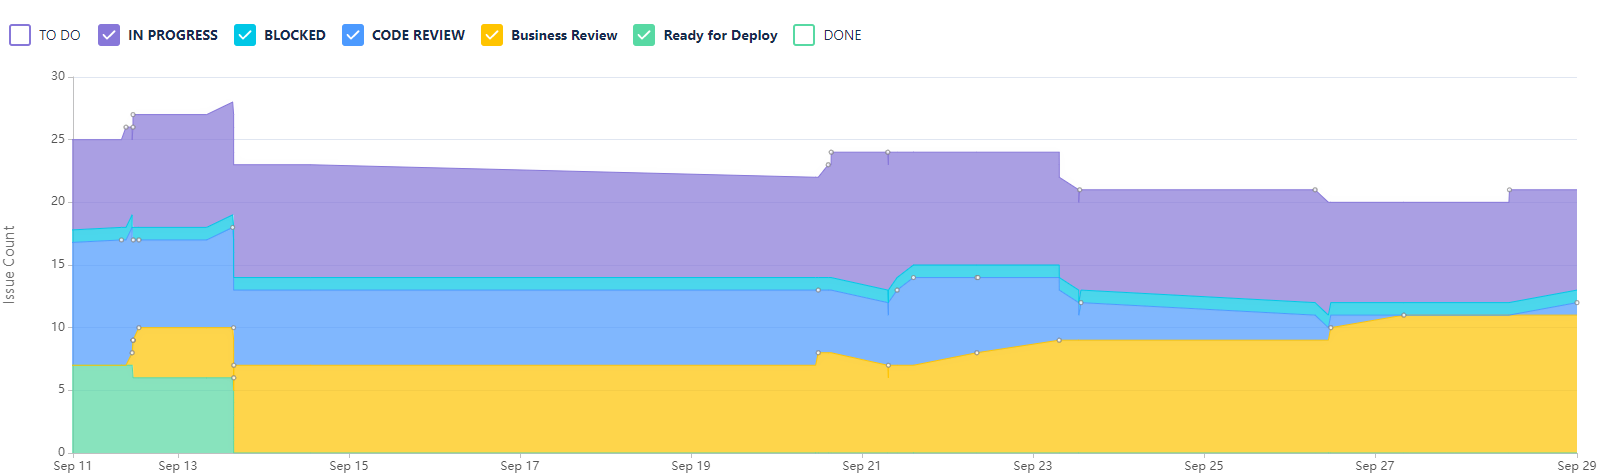 TO DO IN PROGRESS BLOCKED CODE REVIEW Business Review Ready for Deploy DONE
Issue Count
30
25
20
15
10
5
0
Sep 11 Sep 13 Sep 15 Sep 17 Sep 19 Sep 21 Sep 23 Sep 25 Sep 27 Sep 29